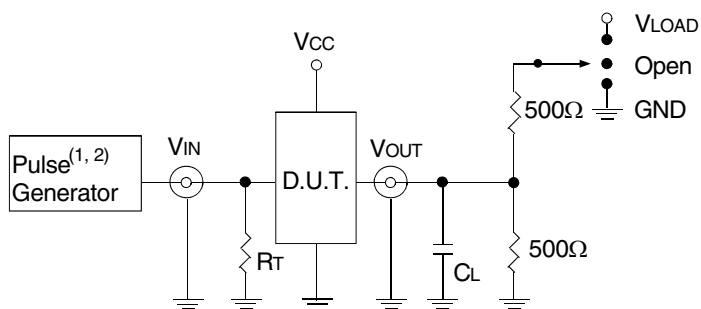 VLOAD
VCC
Open
500Ω
GND
VIN
VOUT
Pulse(1, 2)
Generator
D.U.T.
RT
CL
500Ω